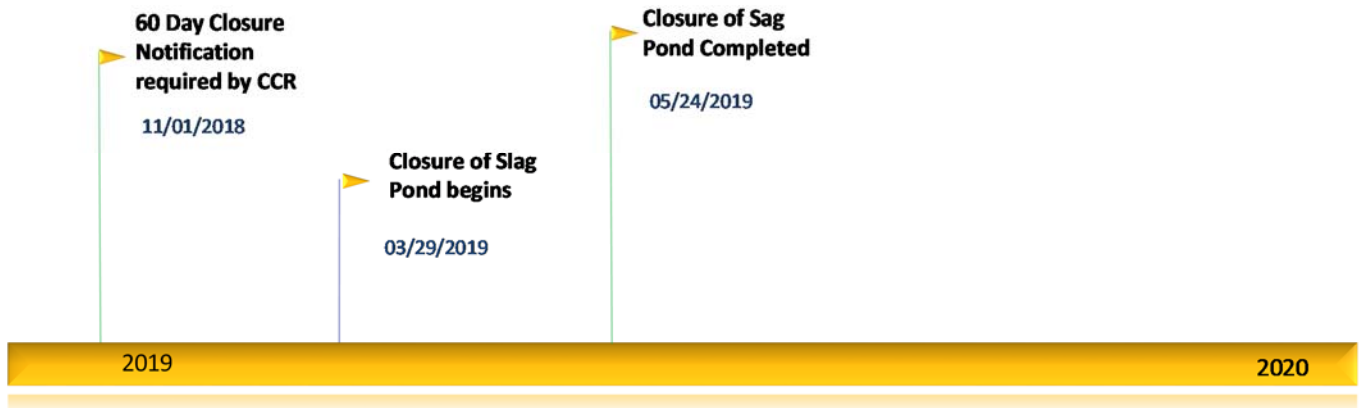 60 Day Closure
Notification
required by CCR
11/01/2018
Closure of Slag
Pond begins
03/29/2019
Closure of Sag
Pond Completed
05/24/2019
2019
2020